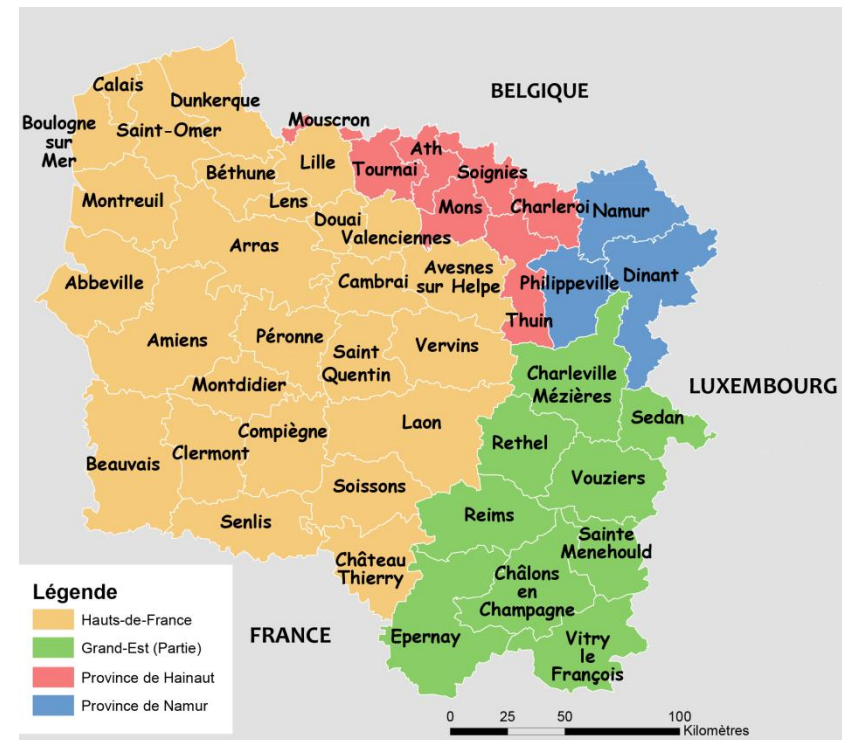 BELGIQUE
Calais
Dunkerque
Boulogne
sur
Mer
Saint-Omer
Mouscron
Lille
Ath
Tournai
Soignies
Béthune
Montreuil
Lens
Mons
Charleroi
Namur
Douai
Valenciennes
Arras
Abbeville
Cambrai
Avesnes
sur Helpe
Philippeville
Dinant
Thuin
Amiens
Péronne
Saint
Quentin
Vervins
Montdidier
Charleville
Mézières
LUXEMBOURG
Sedan
Beauvais
Clermont
Compiègne
Laon
Rethel
Vouziers
Soissons
Senlis
Reims
Sainte
Menehould
Château
Thierry
Châlons
en
Champagne
FRANCE
Epernay
Vitry
le
François
Légende
Hauts-de-France
Grand-Est (Partie)
Province de Hainaut
Province de Namur
0 25 50 100
Kilomètres